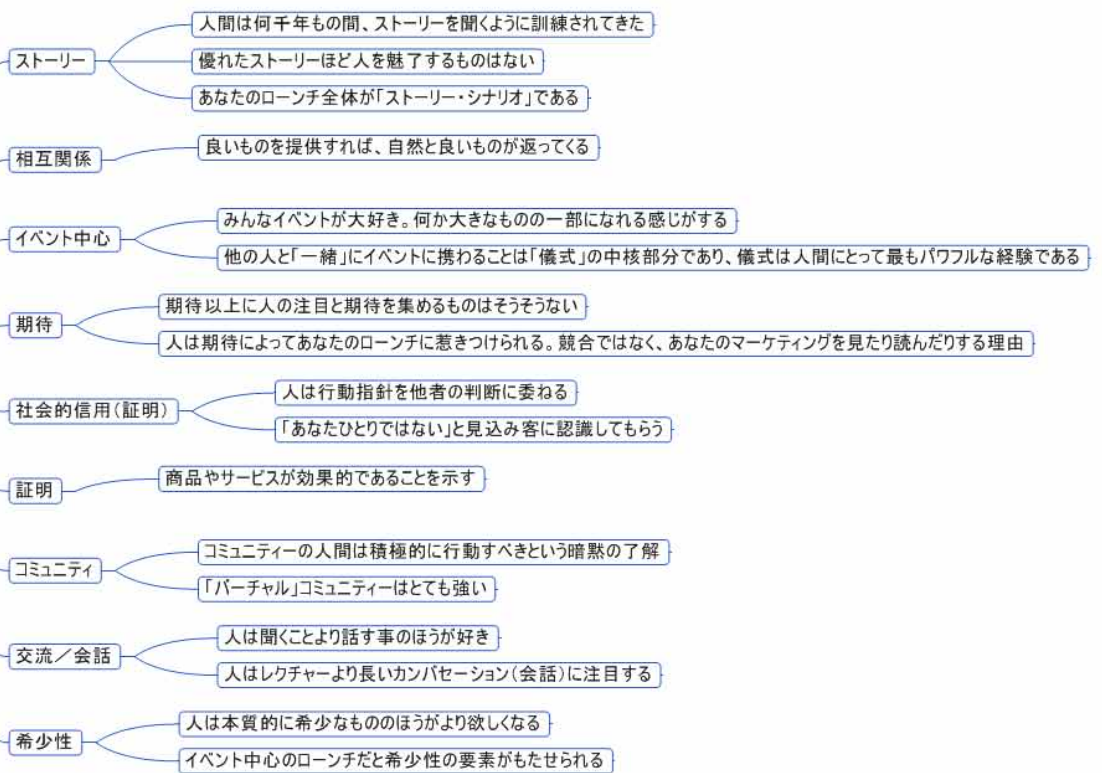 ストーリー
人間は何千年もの間、ストーリーを聞くように訓練されてきた
優れたストーリーほど人を魅了するものはない
あなたのローンチ全体が「ストーリー・シナリオ」である
相互関係
良いものを提供すれば、自然と良いものが返ってくる
イベント中心
みんなイベントが大好き。何か大きなものの一部になれる感じがする
他の人と「一緒」にイベントに携わることは「儀式」の中核部分であり、儀式は人間にとって最もパワフルな経験である
期待
期待以上に人の注目と期待を集めるものはそうそうない
人は期待によってあなたのローンチに惹きつけられる。競合ではなく、あなたのマーケティングを見たり読んだりする理由
社会的信用(証明)
人は行動指針を他者の判断に委ねる
「あなたひとりではない」と見込み客に認識してもらう
証明
商品やサービスが効果的であることを示す
コミュニティ
コミュニティーの人間は積極的に行動すべきという暗黙の了解
「バーチャル」コミュニティーはとても強い
交流/会話
人は聞くことより話す事のほうが好き
人はレクチャーより長いカンバセーション(会話)に注目する
希少性
人は本質的に希少なもののほうがより欲しくなる
イベント中心のローンチだと希少性の要素がもたせられる